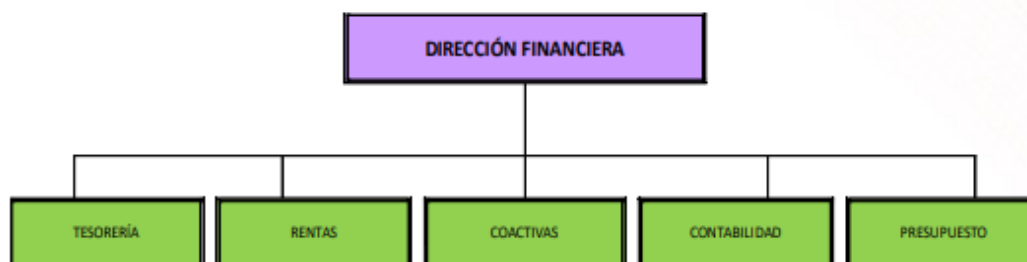 DIRECCIÓN FINANCIERA
TESORERÍA
RENTAS
COACTIVAS
CONTABILIDAD
PRESUPUESTO